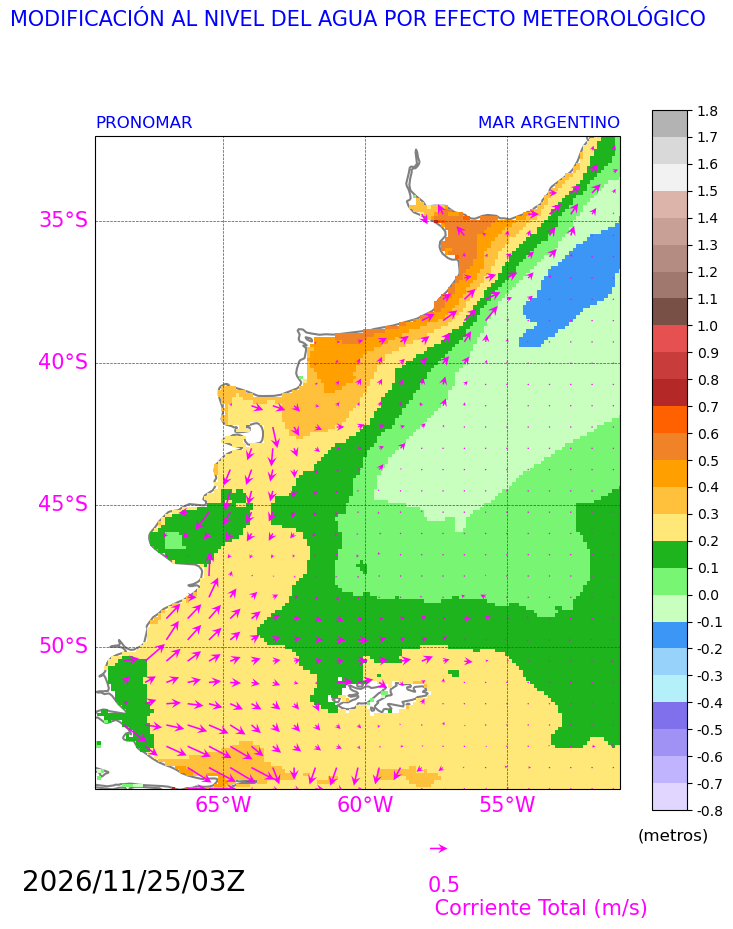 MODIFICACIÓN AL NIVEL DEL AGUA POR EFECTO METEOROLÓGICO
PRONOMAR MAR ARGENTINO
35°S
40°S
45°S
50°S
65°W 60°W 55°W
1.8
1.7
1.6
1.5
1.4
1.3
1.2
1.1
1.0
0.9
0.8
0.7
0.6
0.5
0.4
0.3
0.2
0.1
0.0
-0.1
-0.2
-0.3
-0.4
-0.5
-0.6
-0.7
-0.8
(metros)
2026/11/25/03Z
0.5
Corriente Total (m/s)